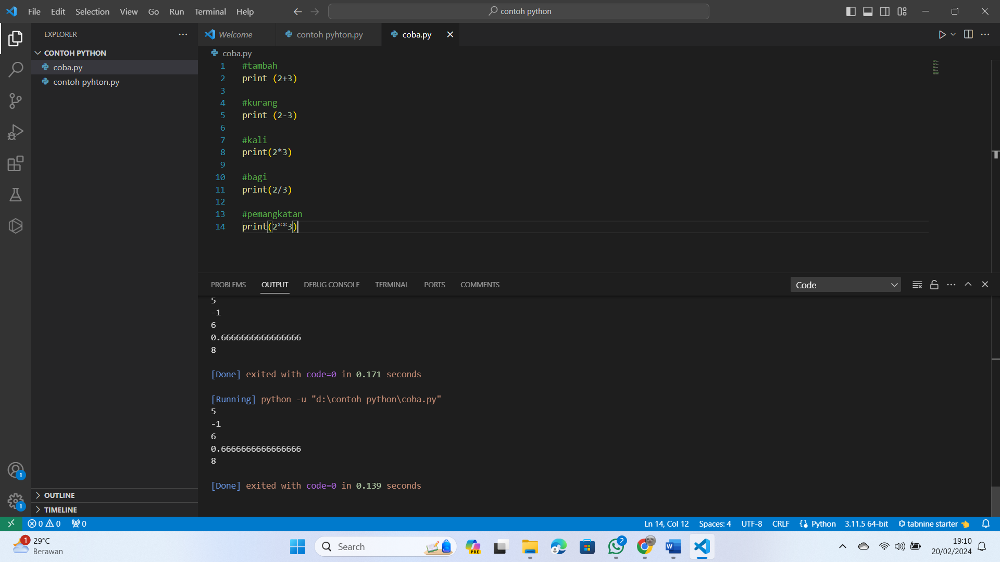 File Edit Selection View Go Run Terminal Help
contoh python
EXPLORER
CONTOH PYTHON
coba.py
contoh pyhton.py
OUTLINE
TIMELINE
Welcome
contoh pyhton.py
coba.py
coba.py
1 #tambah
2 print (2+3)
3
4 #kurang
5 print (2-3)
6
7 #kali
8 print(2*3)
9
10 #bagi
11 print(2/3)
12
13 #pemangkatan
14 print(2**3)
PROBLEMS OUTPUT DEBUG CONSOLE TERMINAL PORTS COMMENTS
Code
5
-1
6
0.6666666666666666
8
[Done] exited with code=0 in 0.171 seconds
[Running] python -u "d:\contoh python\coba.py"
5
-1
6
0.6666666666666666
8
[Done] exited with code=0 in 0.139 seconds
1
1
0 0 0
Ln 14, Col 12 Spaces: 4 UTF-8 CRLF Python 3.11.5 64-bit tabnine starter
1
29°C
Berawan
Search
PRE
2
W
19:10
20/02/2024